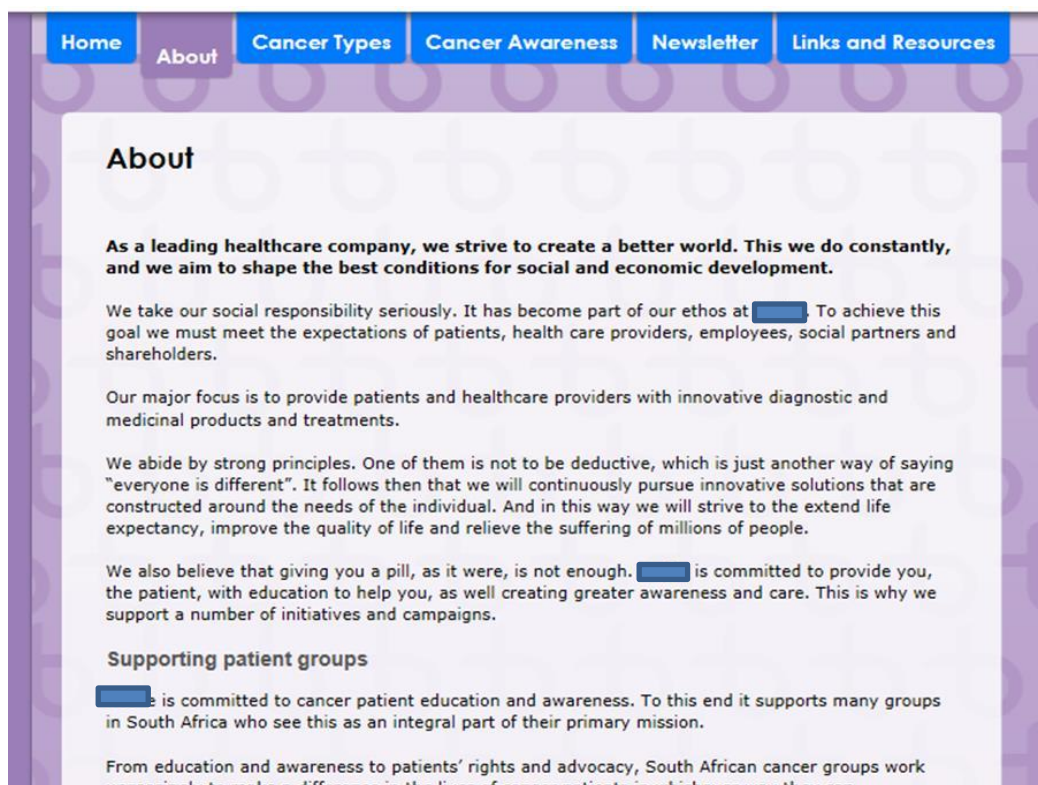 Home About Cancer Types Cancer Awareness Newsletter Links and Resources
About
As a leading healthcare company, we strive to create a better world. This we do constantly,
and we aim to shape the best conditions for social and economic development.
We take our social responsibility seriously. It has become part of our ethos at . To achieve this
goal we must meet the expectations of patients, health care providers, employees, social partners and
shareholders.
Our major focus is to provide patients and healthcare providers with innovative diagnostic and
medicinal products and treatments.
We abide by strong principles. One of them is not to be deductive, which is just another way of saying
"everyone is different". It follows then that we will continuously pursue innovative solutions that are
constructed around the needs of the individual. And in this way we will strive to the extend life
expectancy, improve the quality of life and relieve the suffering of millions of people.
We also believe that giving you a pill, as it were, is not enough. is committed to provide you,
the patient, with education to help you, as well creating greater awareness and care. This is why we
support a number of initiatives and campaigns.
Supporting patient groups
e is committed to cancer patient education and awareness. To this end it supports many groups
in South Africa who see this as an integral part of their primary mission.
From education and awareness to patients' rights and advocacy, South African cancer groups work